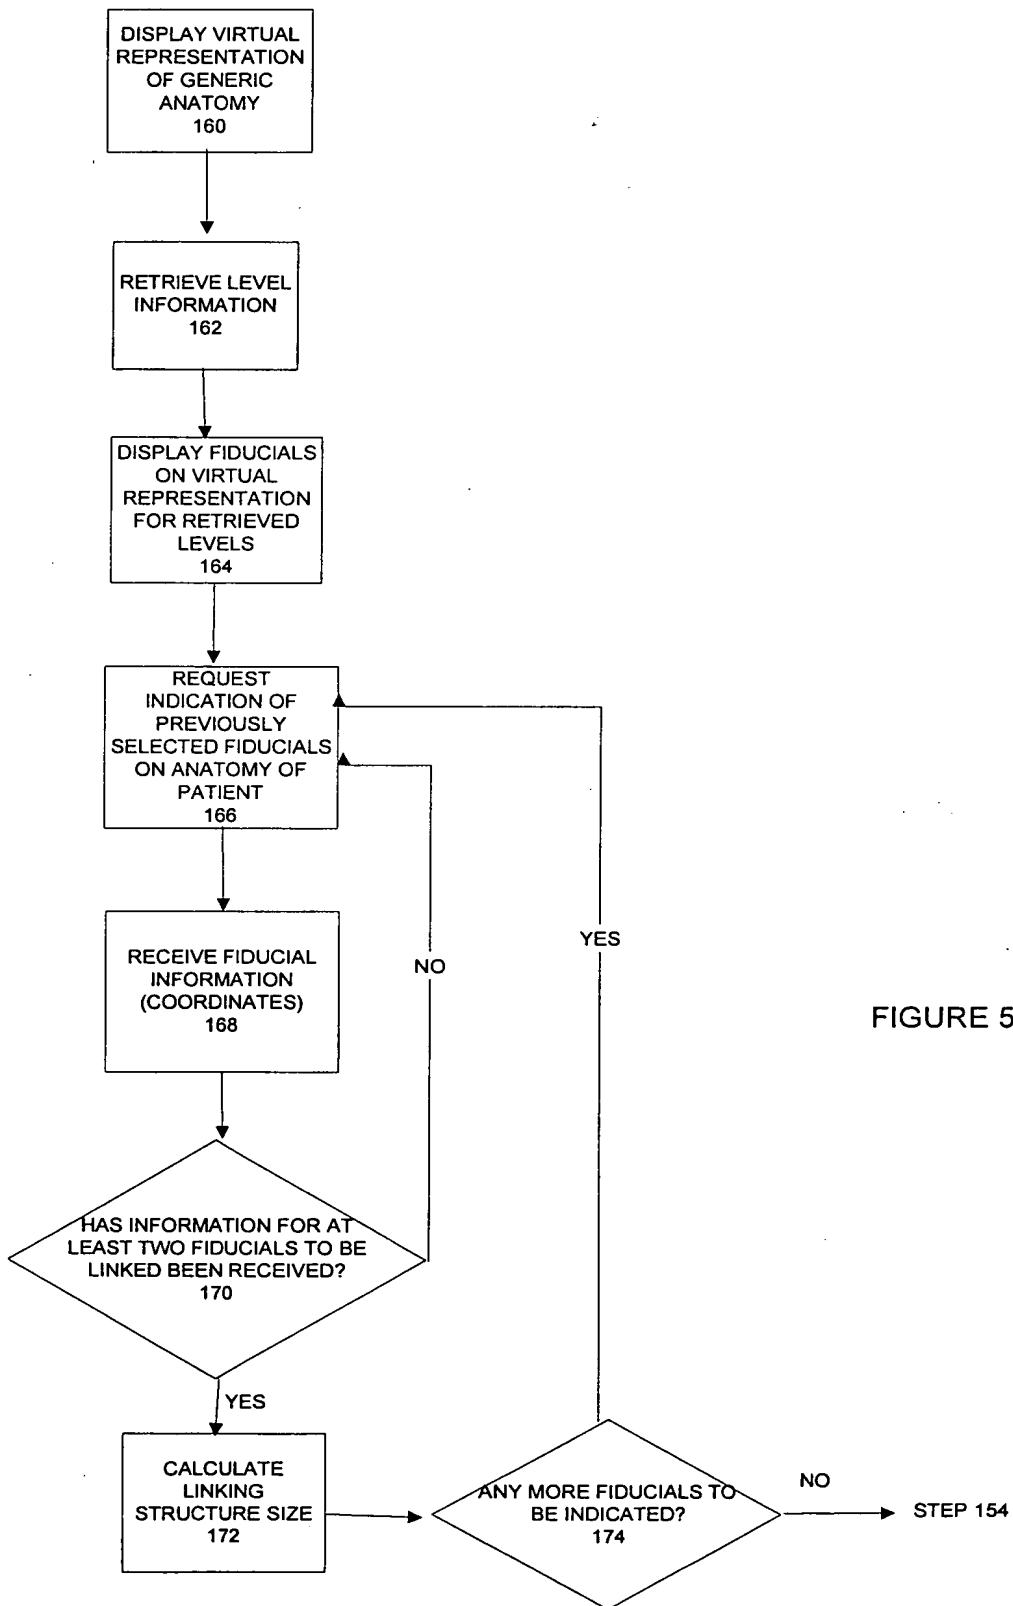 DISPLAY VIRTUAL
REPRESENTATION
OF GENERIC
ANATOMY
160
RETRIEVE LEVEL
INFORMATION
162
DISPLAY FIDUCIALS
ON VIRTUAL
REPRESENTATION
FOR RETRIEVED
LEVELS
164
REQUEST
INDICATION OF
PREVIOUSLY
SELECTED FIDUCIALS
ON ANATOMY OF
PATIENT
166
RECEIVE FIDUCIAL
INFORMATION
(COORDINATES)
168
NO
YES
FIGURE 5
HAS INFORMATION FOR AT
LEAST TWO FIDUCIALS TO BE
LINKED BEEN RECEIVED?
170
YES
CALCULATE
LINKING
STRUCTURE SIZE
172
ANY MORE FIDUCIALS TO
BE INDICATED?
174
NO
STEP 154